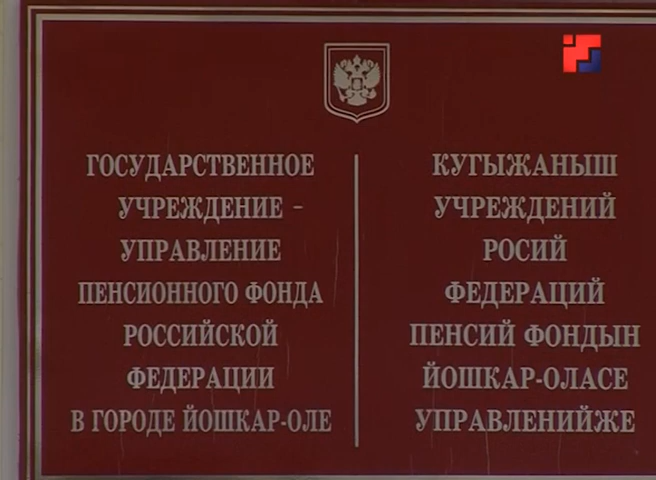 ГОСУДАРСТВЕННОЕ
УЧРЕЖДЕНИЕ –
УПРАВЛЕНИЕ
ПЕНСИОННОГО ФОНДА
РОССИЙСКОЙ
ФЕДЕРАЦИИ
В ГОРОДЕ ЙОШКАР-ОЛЕ
КУГЫЖАНЫШ
УЧРЕЖДЕНИЙ
РОСИЙ
ФЕДЕРАЦИЙ
ПЕНСИЙ ФОНДЫН
ЙОШКАР-ОЛАСЕ
УПРАВЛЕНИЙЖЕ